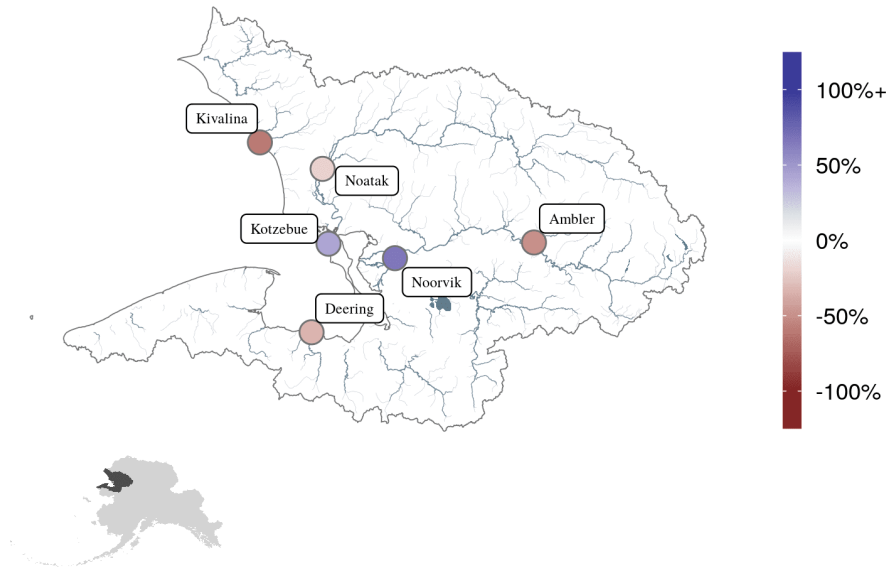 Kivalina
Noatak
Kotzebue
Ambler
Noorvik
Deering
100%+
50%
0%
-50%
-100%